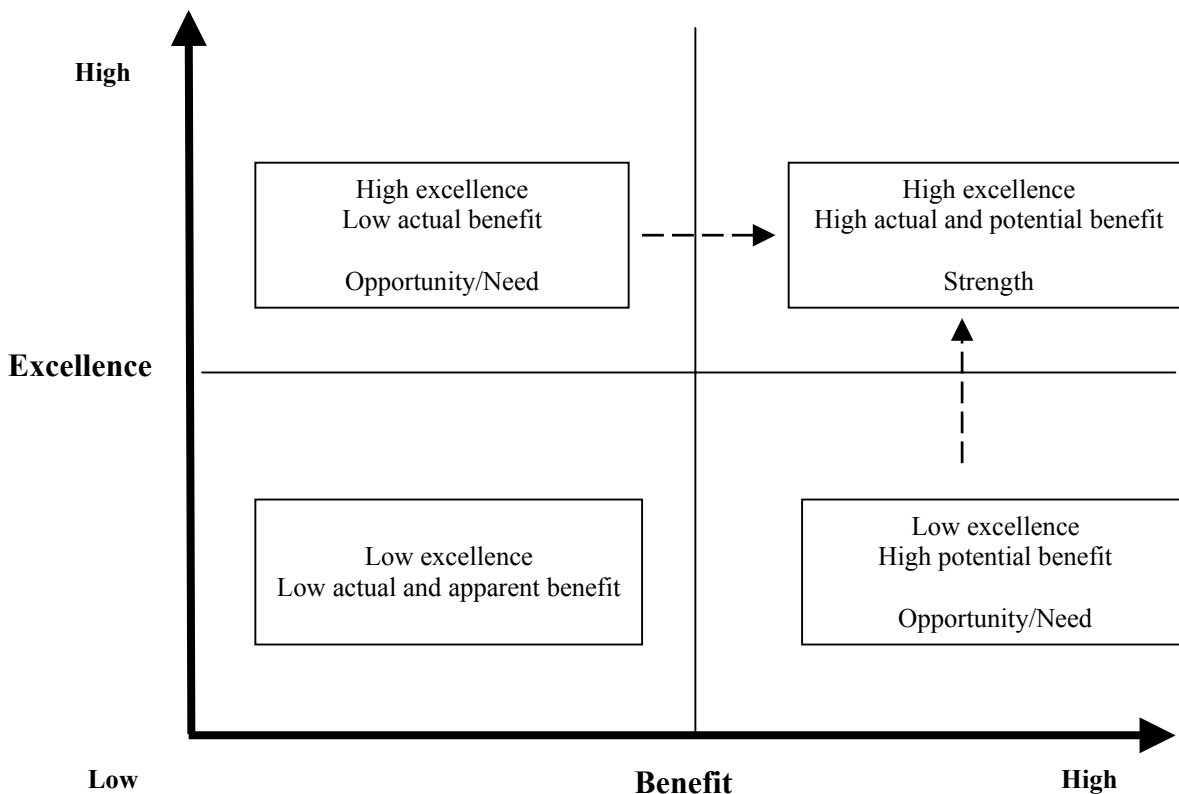 High
High excellence
Low actual benefit
Opportunity/Need
High excellence
High actual and potential benefit
Strength
Excellence
Low excellence
Low actual and apparent benefit
Low excellence
High potential benefit
Opportunity/Need
Low
Benefit
High